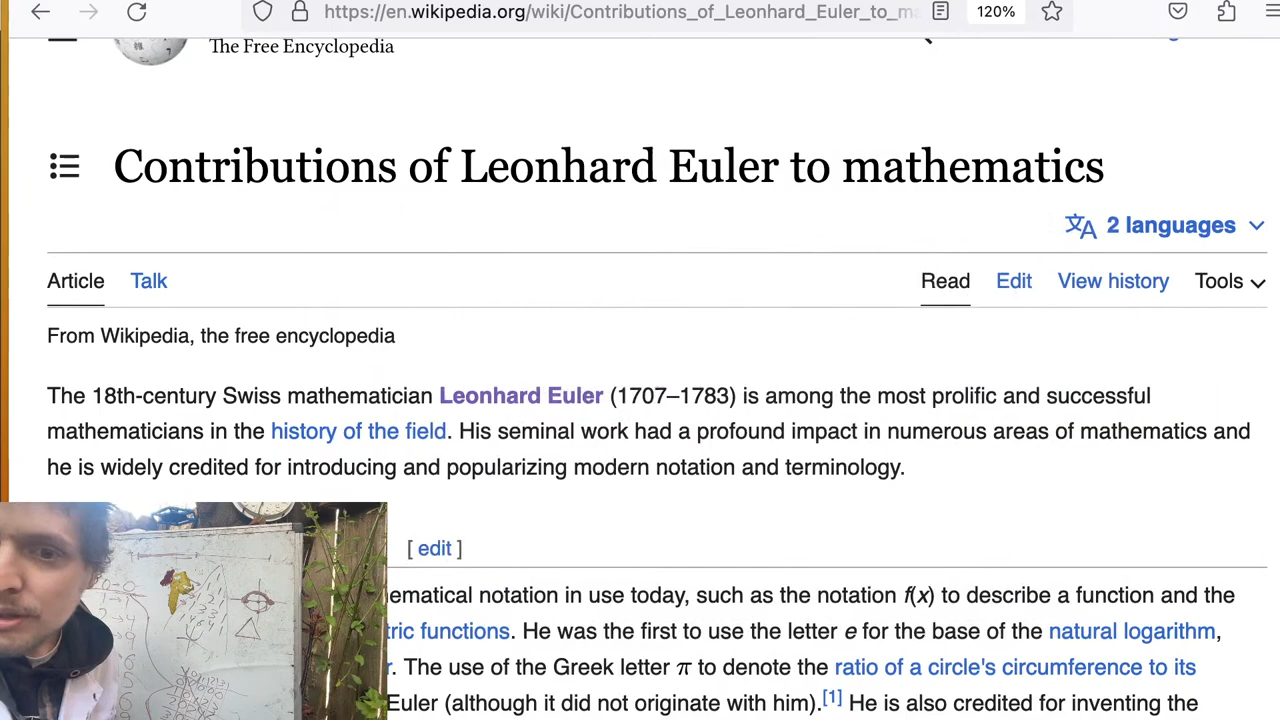 https://en.wikipedia.org/wiki/Contributions_of_Leonhard_Euler_to_ma
120%
The Free Encyclopedia
Contributions of Leonhard Euler to mathematics
2 languages
Article Talk Read Edit View history Tools
From Wikipedia, the free encyclopedia
The 18th-century Swiss mathematician Leonhard Euler (1707–1783) is among the most prolific and successful
mathematicians in the history of the field. His seminal work had a profound impact in numerous areas of mathematics and
he is widely credited for introducing and popularizing modern notation and terminology.
[ edit ]
ematical notation in use today, such as the notation f(x) to describe a function and the
ric functions. He was the first to use the letter e for the base of the natural logarithm,
r. The use of the Greek letter π to denote the ratio of a circle's circumference to its
Euler (although it did not originate with him).[1] He is also credited for inventing the